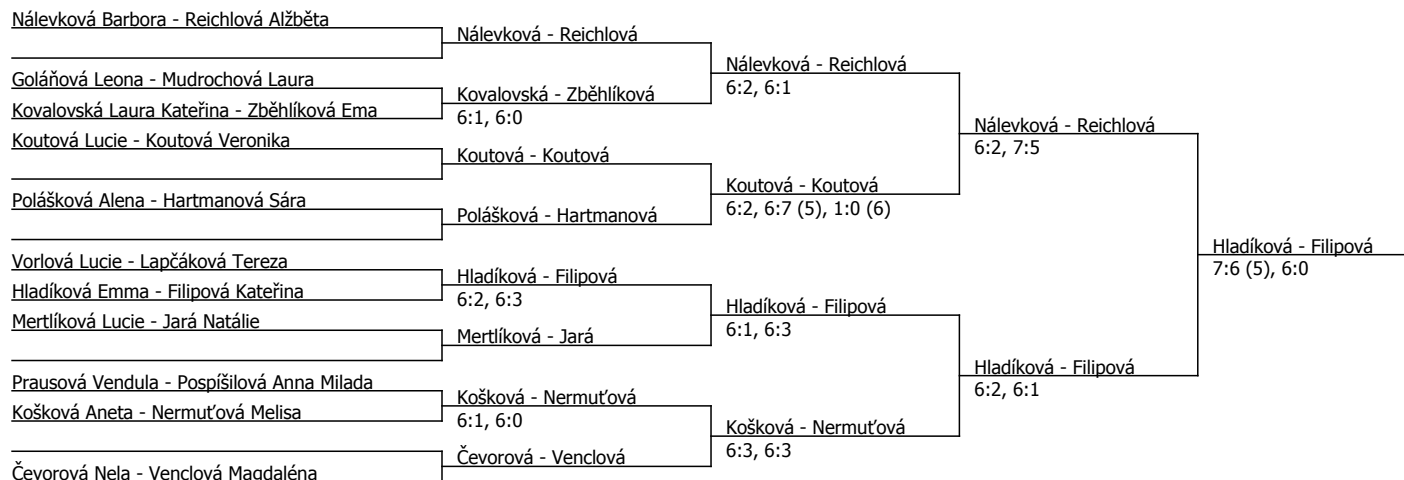 Nálevková Barbora - Reichlová Alžběta
Goláňová Leona - Mudrochová Laura
Kovalovská Laura Kateřina - Zběhlíková Ema
Koutová Lucie - Koutová Veronika
Polášková Alena - Hartmanová Sára
Vorlová Lucie - Lapčáková Tereza
Hladíková Emma - Filipová Kateřina
Mertlíková Lucie - Jará Natálie
Prausová Vendula - Pospíšilová Anna Milada
Košková Aneta - Nermuťová Melisa
Čevorová Nela - Venclová Magdaléna
Nálevková - Reichlová
Kovalovská - Zběhlíková
6:1, 6:0
Koutová - Koutová
Polášková - Hartmanová
Hladíková - Filipová
6:2, 6:3
Mertlíková - Jará
Košková - Nermuťová
6:1, 6:0
Čevorová - Venclová
Nálevková - Reichlová
6:2, 6:1
Koutová - Koutová
6:2, 6:7 (5), 1:0 (6)
Hladíková - Filipová
6:1, 6:3
Košková - Nermuťová
6:3, 6:3
Nálevková - Reichlová
6:2, 7:5
Hladíková - Filipová
6:2, 6:1
Hladíková - Filipová
7:6 (5), 6:0